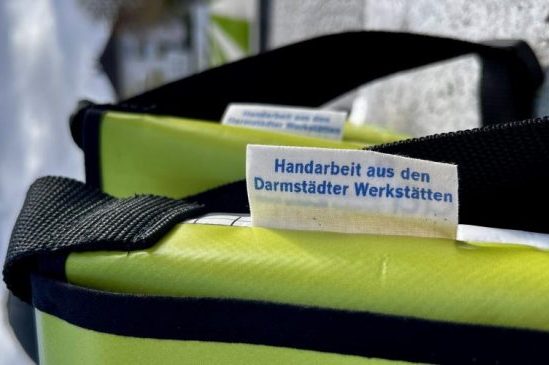 Handarbeit aus den
Darmstädter Werkstätten
Handarbeit aus den
Darmstädter Werkstätten